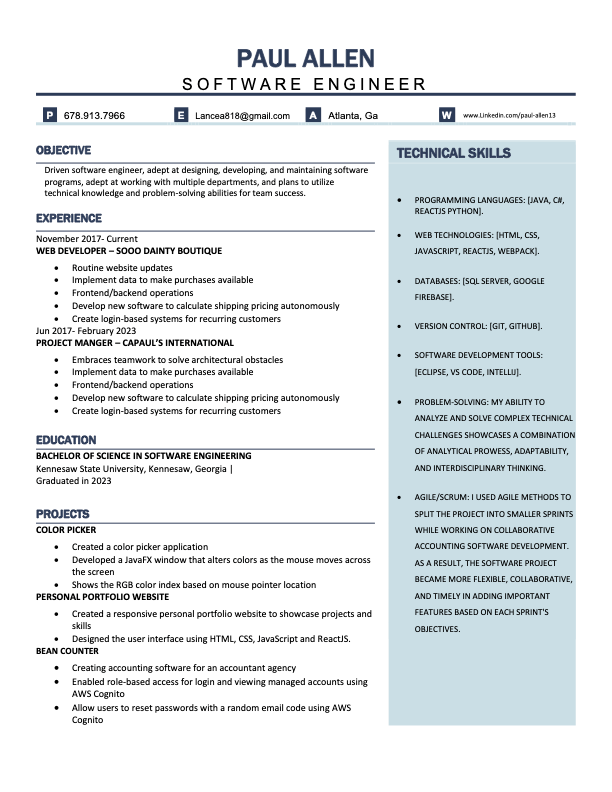 PAUL ALLEN
SOFTWARE ENGINEER
P 678.913.7966 E Lancea818@gmail.com A Atlanta, Ga W www.Linkedin.com/paul-allen13
OBJECTIVE
Driven software engineer, adept at designing, developing, and maintaining software
programs, adept at working with multiple departments, and plans to utilize
technical knowledge and problem-solving abilities for team success.
EXPERIENCE
November 2017- Current
WEB DEVELOPER – SOOO DAINTY BOUTIQUE
• Routine website updates
• Implement data to make purchases available
• Frontend/backend operations
• Develop new software to calculate shipping pricing autonomously
• Create login-based systems for recurring customers
Jun 2017- February 2023
PROJECT MANGER – CAPAUL'S INTERNATIONAL
• Embraces teamwork to solve architectural obstacles
• Implement data to make purchases available
• Frontend/backend operations
• Develop new software to calculate shipping pricing autonomously
• Create login-based systems for recurring customers
EDUCATION
BACHELOR OF SCIENCE IN SOFTWARE ENGINEERING
Kennesaw State University, Kennesaw, Georgia |
Graduated in 2023
PROJECTS
COLOR PICKER
• Created a color picker application
• Developed a JavaFX window that alters colors as the mouse moves across
the screen
• Shows the RGB color index based on mouse pointer location
PERSONAL PORTFOLIO WEBSITE
• Created a responsive personal portfolio website to showcase projects and
skills
• Designed the user interface using HTML, CSS, JavaScript and ReactJS.
BEAN COUNTER
• Creating accounting software for an accountant agency
• Enabled role-based access for login and viewing managed accounts using
AWS Cognito
• Allow users to reset passwords with a random email code using AWS
Cognito
TECHNICAL SKILLS
• PROGRAMMING LANGUAGES: [JAVA, C#,
REACTJS PYTHON].
• WEB TECHNOLOGIES: [HTML, CSS,
JAVASCRIPT, REACTJS, WEBPACK].
• DATABASES: [SQL SERVER, GOOGLE
FIREBASE].
• VERSION CONTROL: [GIT, GITHUB].
• SOFTWARE DEVELOPMENT TOOLS:
[ECLIPSE, VS CODE, INTELLIJ].
• PROBLEM-SOLVING: MY ABILITY TO
ANALYZE AND SOLVE COMPLEX TECHNICAL
CHALLENGES SHOWCASES A COMBINATION
OF ANALYTICAL PROWESS, ADAPTABILITY,
AND INTERDISCIPLINARY THINKING.
• AGILE/SCRUM: I USED AGILE METHODS TO
SPLIT THE PROJECT INTO SMALLER SPRINTS
WHILE WORKING ON COLLABORATIVE
ACCOUNTING SOFTWARE DEVELOPMENT.
AS A RESULT, THE SOFTWARE PROJECT
BECAME MORE FLEXIBLE, COLLABORATIVE,
AND TIMELY IN ADDING IMPORTANT
FEATURES BASED ON EACH SPRINT'S
OBJECTIVES.